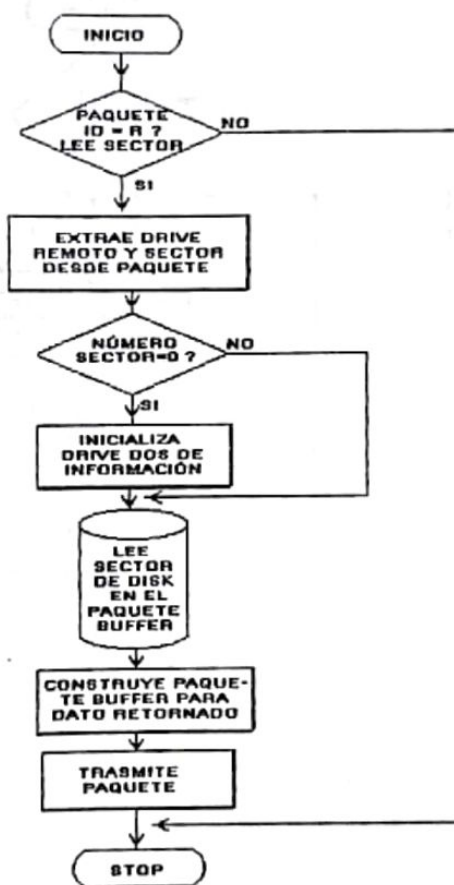 INICIO
PAQUETE
ID = R ?
LEE SECTOR
NO
SI
EXTRAE DRIVE
REMOTO Y SECTOR
DESDE PAQUETE
NÚMERO
SECTOR=0 ?
NO
SI
INICIALIZA
DRIVE DOS DE
INFORMACIÓN
LEE
SECTOR
DE DISK
EN EL
PAQUETE
BUFFER
CONSTRUYE PAQUE-
TE BUFFER PARA
DATO RETORNADO
TRASMITE
PAQUETE
STOP